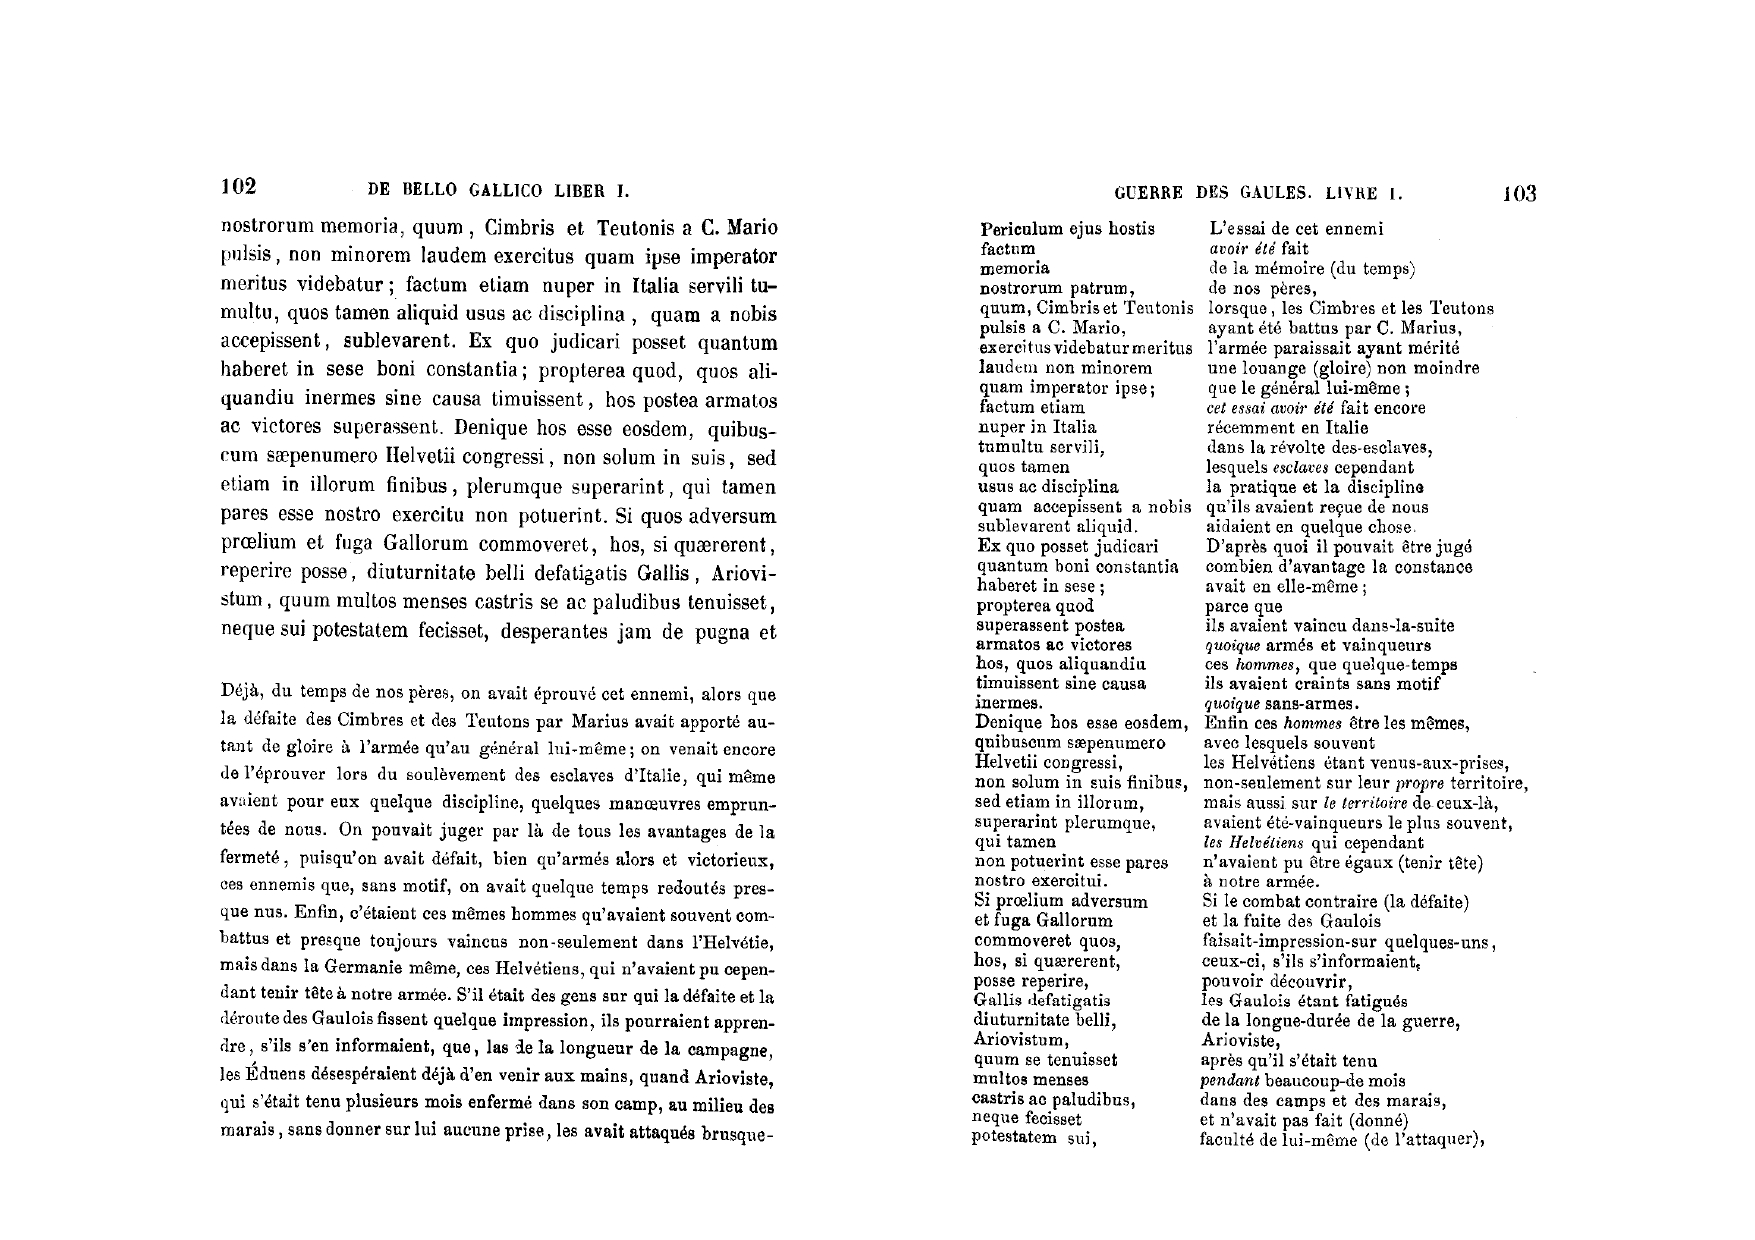 102 DE BELLO GALLICO LIBER I.
nostrorum memoria, quum, Cimbris et Teutonis a C. Mario
pulsis, non minorem laudem exercitus quam ipse imperator
meritus videbatur; factum etiam nuper in Italia servili tu-
multu, quos tamen aliquid usus ac disciplina, quam a nobis
accepissent, sublevarent. Ex quo judicari posset quantum
haberet in sese boni constantia; propterea quod, quos ali-
quandiu inermes sine causa timuissent, hos postea armatos
ac victores superassent. Denique hos esse eosdem, quibus-
cum sæpenumero Helvetii congressi, non solum in suis, sed
etiam in illorum finibus, plerumque superarint, qui tamen
pares esse nostro exercitu non potuerint. Si quos adversum
prœlium et fuga Gallorum commoveret, hos, si quærerent,
reperire posse, diuturnitate belli defatigatis Gallis, Ariovi-
stum, quum multos menses castris se ac paludibus tenuisset,
neque sui potestatem fecisset, desperantes jam de pugna et
Déjà, du temps de nos pères, on avait éprouvé cet ennemi, alors que
la défaite des Cimbres et des Teutons par Marius avait apporté au-
tant de gloire à l'armée qu'au général lui-même; on venait encore
de l'éprouver lors du soulèvement des esclaves d'Italie, qui même
avaient pour eux quelque discipline, quelques manœuvres emprun-
tées de nous. On pouvait juger par là de tous les avantages de la
fermeté, puisqu'on avait défait, bien qu'armés alors et victorieux,
ces ennemis que, sans motif, on avait quelque temps redoutés pres-
que nus. Enfin, c'étaient ces mêmes hommes qu'avaient souvent com-
battus et presque toujours vaincus non-seulement dans l'Helvétie,
mais dans la Germanie même, ces Helvétiens, qui n'avaient pu cepen-
dant tenir tête à notre armée. S'il était des gens sur qui la défaite et la
déroute des Gaulois fissent quelque impression, ils pourraient appren-
dre, s'ils s'en informaient, que, las de la longueur de la campagne,
les Éduens désespéraient déjà d'en venir aux mains, quand Arioviste,
qui s'était tenu plusieurs mois enfermé dans son camp, au milieu des
marais, sans donner sur lui aucune prise, les avait attaqués brusque-
GUERRE DES GAULES. LIVRE I. 103
Periculum ejus hostis L'essai de cet ennemi
factum avoir été fait
memoria de la mémoire (du temps)
nostrorum patrum, de nos pères,
quum, Cimbris et Teutonis lorsque, les Cimbres et les Teutons
pulsis a C. Mario, ayant été battus par C. Marius,
exercitus videbatur meritus l'armée paraissait ayant mérité
laudem non minorem une louange (gloire) non moindre
quam imperator ipse; que le général lui-même;
factum etiam cet essai avoir été fait encore
nuper in Italia récemment en Italie
tumultu servili, dans la révolte des-esclaves,
quos tamen lesquels esclaves cependant
usus ac disciplina la pratique et la discipline
quam accepissent a nobis qu'ils avaient reçue de nous
sublevarent aliquid. aidaient en quelque chose.
Ex quo posset judicari D'après quoi il pouvait être jugé
quantum boni constantia combien d'avantage la constance
haberet in sese; avait en elle-même;
propterea quod parce que
superassent postea ils avaient vaincu dans-la-suite
armatos ac victores quoique armés et vainqueurs
hos, quos aliquandiu ces hommes, que quelque-temps
timuissent sine causa ils avaient craints sans motif
inermes. quoique sans-armes.
Denique hos esse eosdem, Enfin ces hommes être les mêmes,
quibuscum sæpenumero avec lesquels souvent
Helvetii congressi, les Helvétiens étant venus-aux-prises,
non solum in suis finibus, non-seulement sur leur propre territoire,
sed etiam in illorum, mais aussi sur le territoire de ceux-là,
superarint plerumque, avaient été-vainqueurs le plus souvent,
qui tamen les Helvétiens qui cependant
non potuerint esse pares n'avaient pu être égaux (tenir tête)
nostro exercitui. à notre armée.
Si prœlium adversum Si le combat contraire (la défaite)
et fuga Gallorum et la fuite des Gaulois
commoveret quos, faisait-impression-sur quelques-uns,
hos, si quærerent, ceux-ci, s'ils s'informaient,
posse reperire, pouvoir découvrir,
Gallis defatigatis les Gaulois étant fatigués
diuturnitate belli, de la longue-durée de la guerre,
Ariovistum, Arioviste,
quum se tenuisset après qu'il s'était tenu
multos menses pendant beaucoup-de mois
castris ac paludibus, dans des camps et des marais,
neque fecisset et n'avait pas fait (donné)
potestatem sui, faculté de lui-même (de l'attaquer),